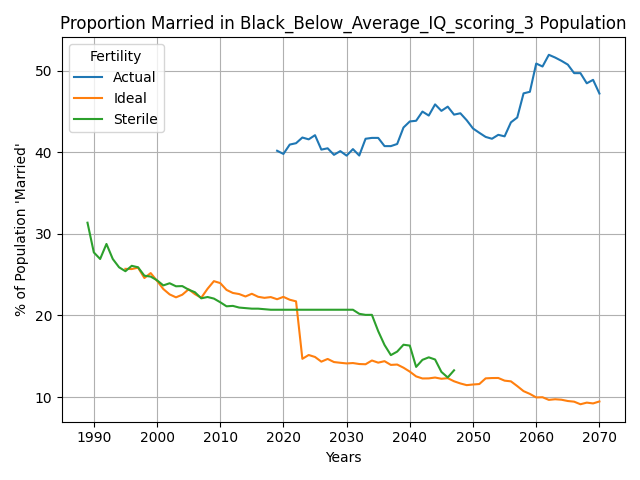 Proportion Married in Black_Below_Average_IQ_scoring_3 Population
Fertility
Actual
Ideal
Sterile
% of Population 'Married'
50
40
30
20
10
1990 2000 2010 2020 2030 2040 2050 2060 2070
Years